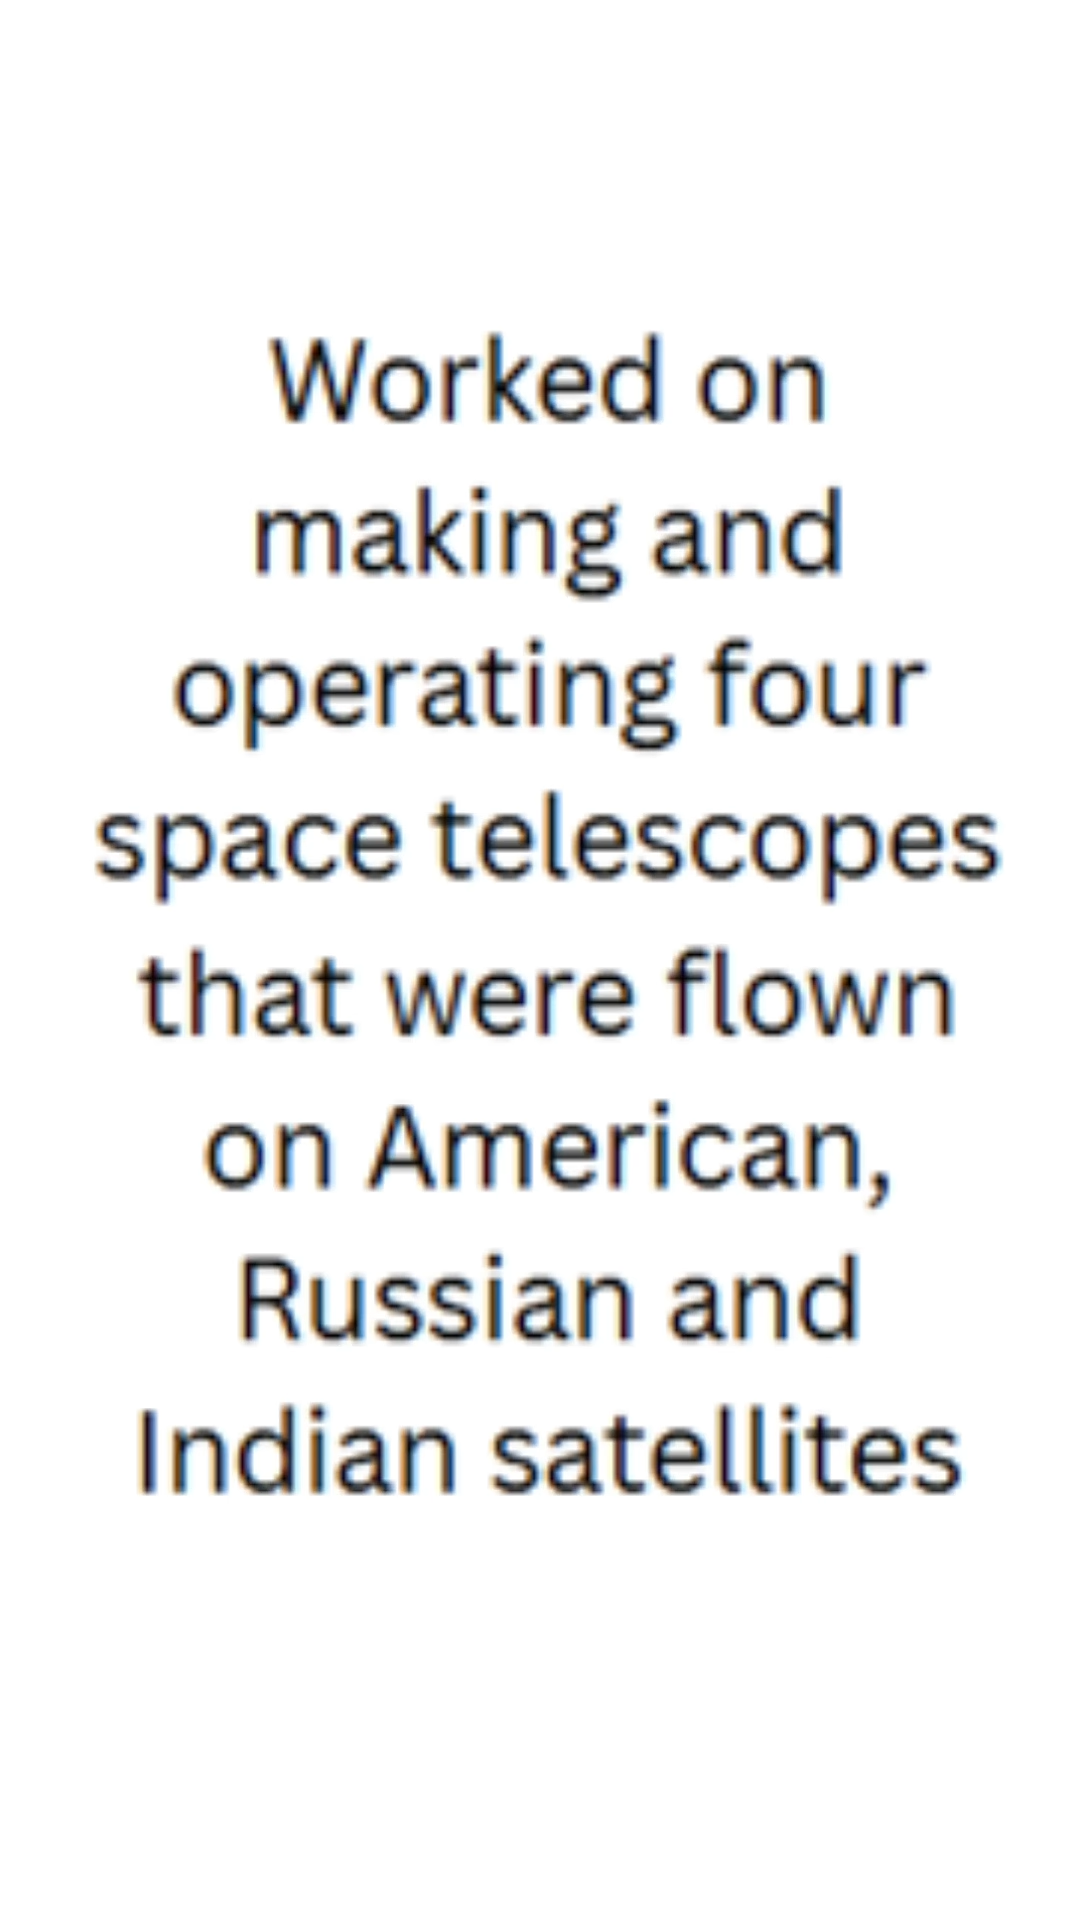 Worked on
making and
operating four
space telescopes
that were flown
on American,
Russian and
Indian satellites